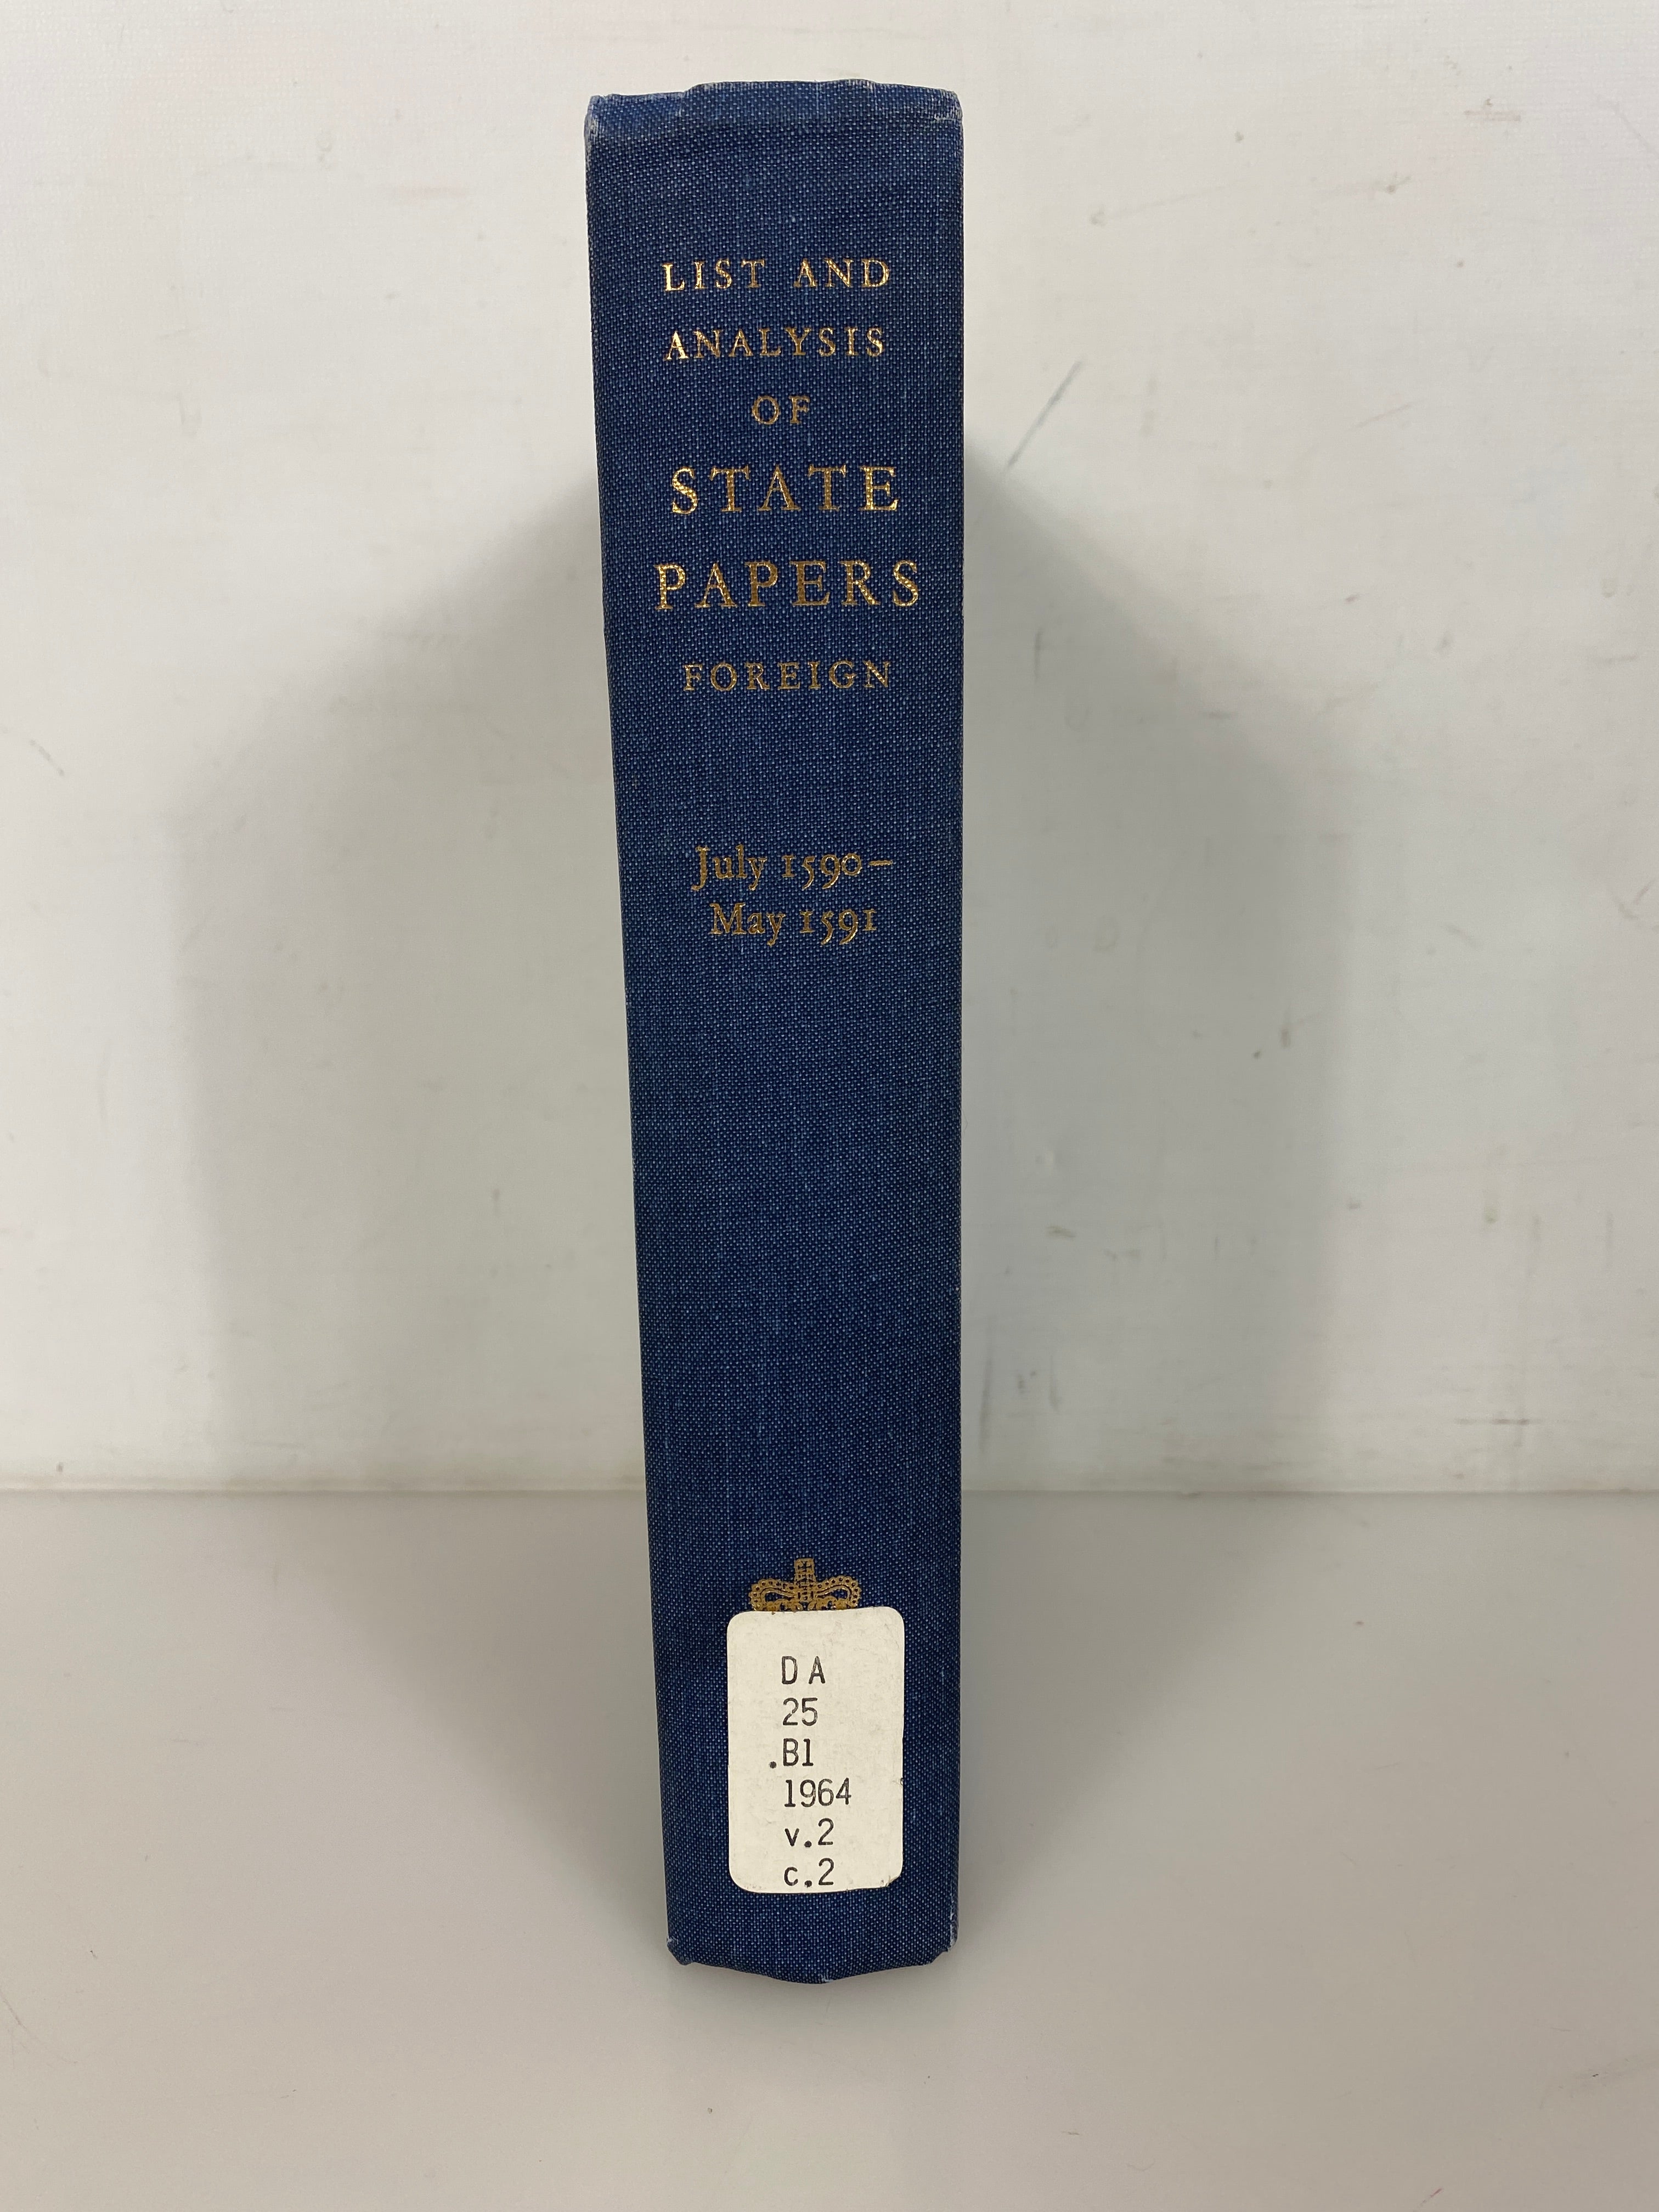 LIST AND
ANALYSIS
OF
STATE
PAPERS
FOREIGN
July 1590–
May 1591
DA
25
.B1
1964
v.2
c.2